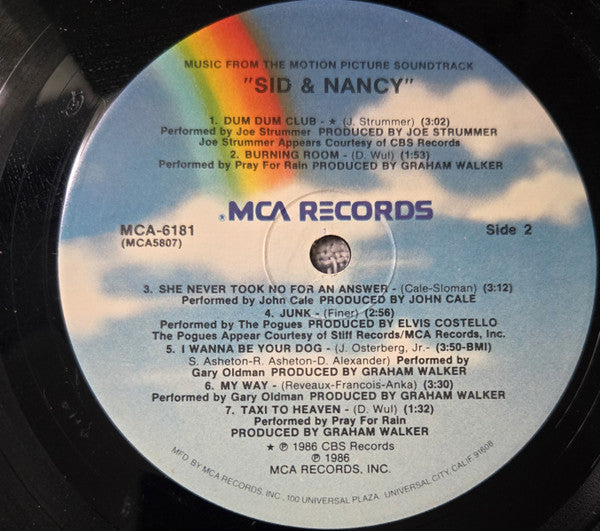 MUSIC FROM THE MOTION PICTURE SOUNDTRACK
"SID & NANCY"
1. DUM DUM CLUB - ★ (J. Strummer) (3:02)
Performed by Joe Strummer PRODUCED BY JOE STRUMMER
Joe Strummer Appears Courtesy of CBS Records
2. BURNING ROOM - (D. Wul) (1:53)
Performed by Pray For Rain PRODUCED BY GRAHAM WALKER
®MCA RECORDS
MCA-6181
(MCA5807)
Side 2
3. SHE NEVER TOOK NO FOR AN ANSWER - (Cale-Sloman) (3:12)
Performed by John Cale PRODUCED BY JOHN CALE
4. JUNK - (Finer) (2:56)
Performed by The Pogues PRODUCED BY ELVIS COSTELLO
The Pogues Appear Courtesy of Stiff Records/MCA Records, Inc.
5. I WANNA BE YOUR DOG - (J. Osterberg, Jr.- (3:50-BMI)
S. Asheton-R. Asheton-D. Alexander) Performed by
Gary Oldman PRODUCED BY GRAHAM WALKER
6. MY WAY - (Reveaux-Francois-Anka) (3:30)
Performed by Gary Oldman PRODUCED BY GRAHAM WALKER
7. TAXI TO HEAVEN - (D. Wul) (1:32)
Performed by Pray For Rain
PRODUCED BY GRAHAM WALKER
★ ℗ 1986 CBS Records
℗ 1986
MCA RECORDS, INC.
MFD BY MCA RECORDS, INC., 100 UNIVERSAL PLAZA, UNIVERSAL CITY, CALIF. 91608